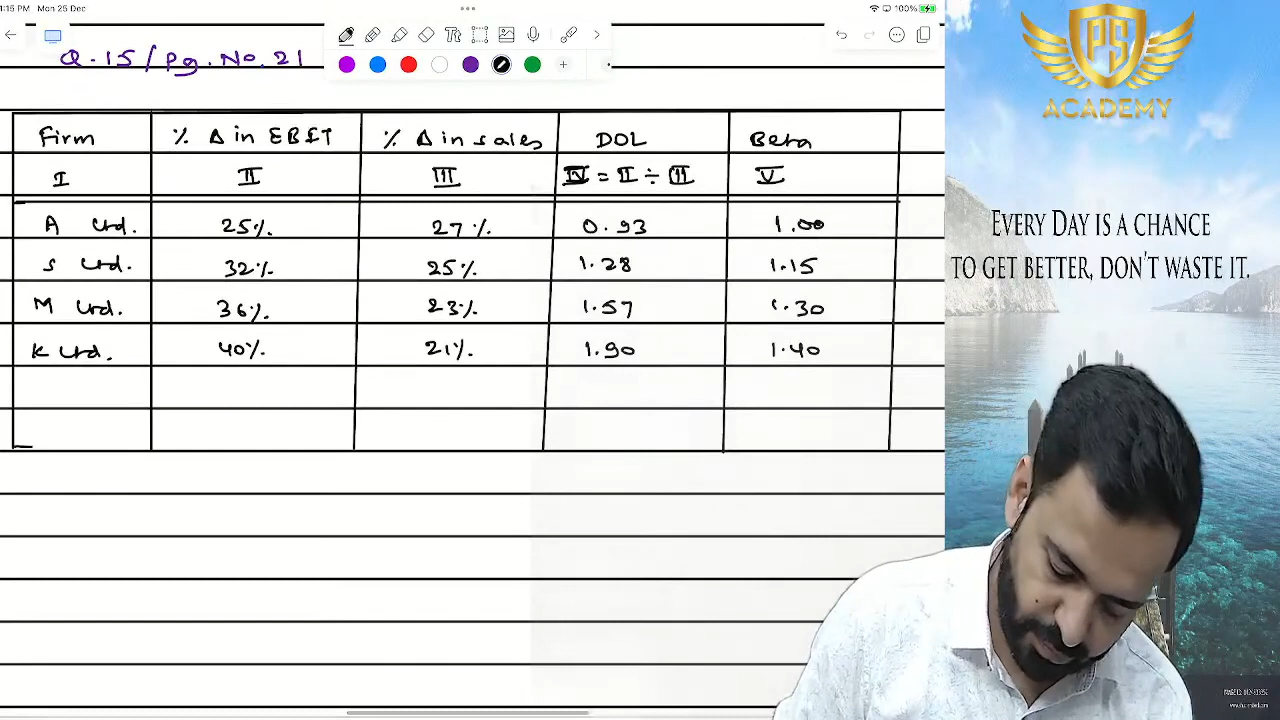 1:15 PM Mon 25 Dec
100%
Q.15/Pg.No.21
Firm % Δ in EBIT % Δ in sales DOL Beta
I II III IV = II ÷ III V
A Ltd. 25% 27% 0.93 1.00
S Ltd. 32% 25% 1.28 1.15
M Ltd. 36% 23% 1.57 1.30
K Ltd. 40% 21% 1.90 1.40
PS
ACADEMY
EVERY DAY IS A CHANCE
TO GET BETTER, DON'T WASTE IT.